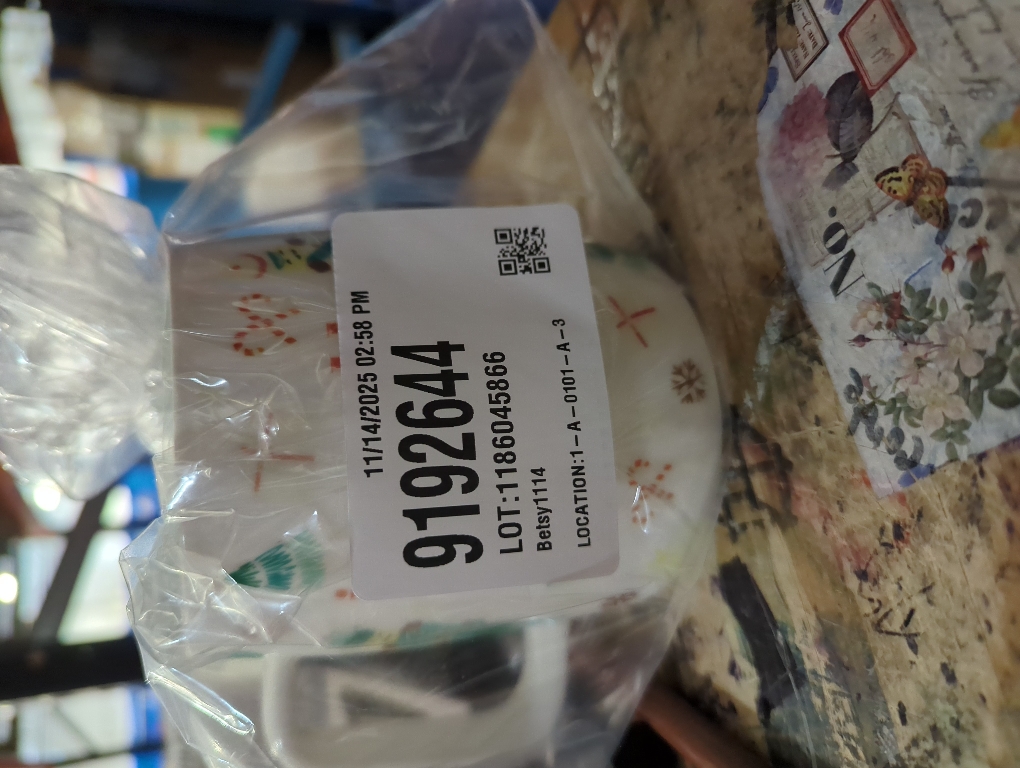 11/14/2025 02:58 PM
9192644
LOT:1186045866
Betsy1114
LOCATION:1-A-0101-A-3
No.